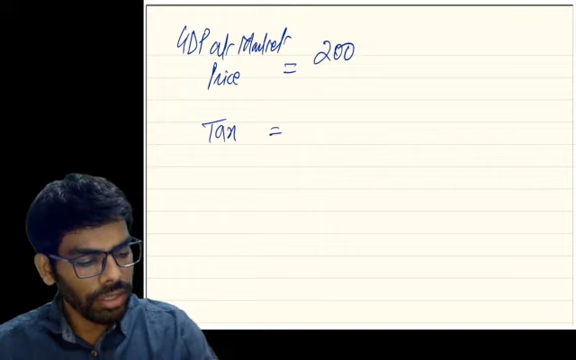 GDP at Market
Price = 200
Tax =